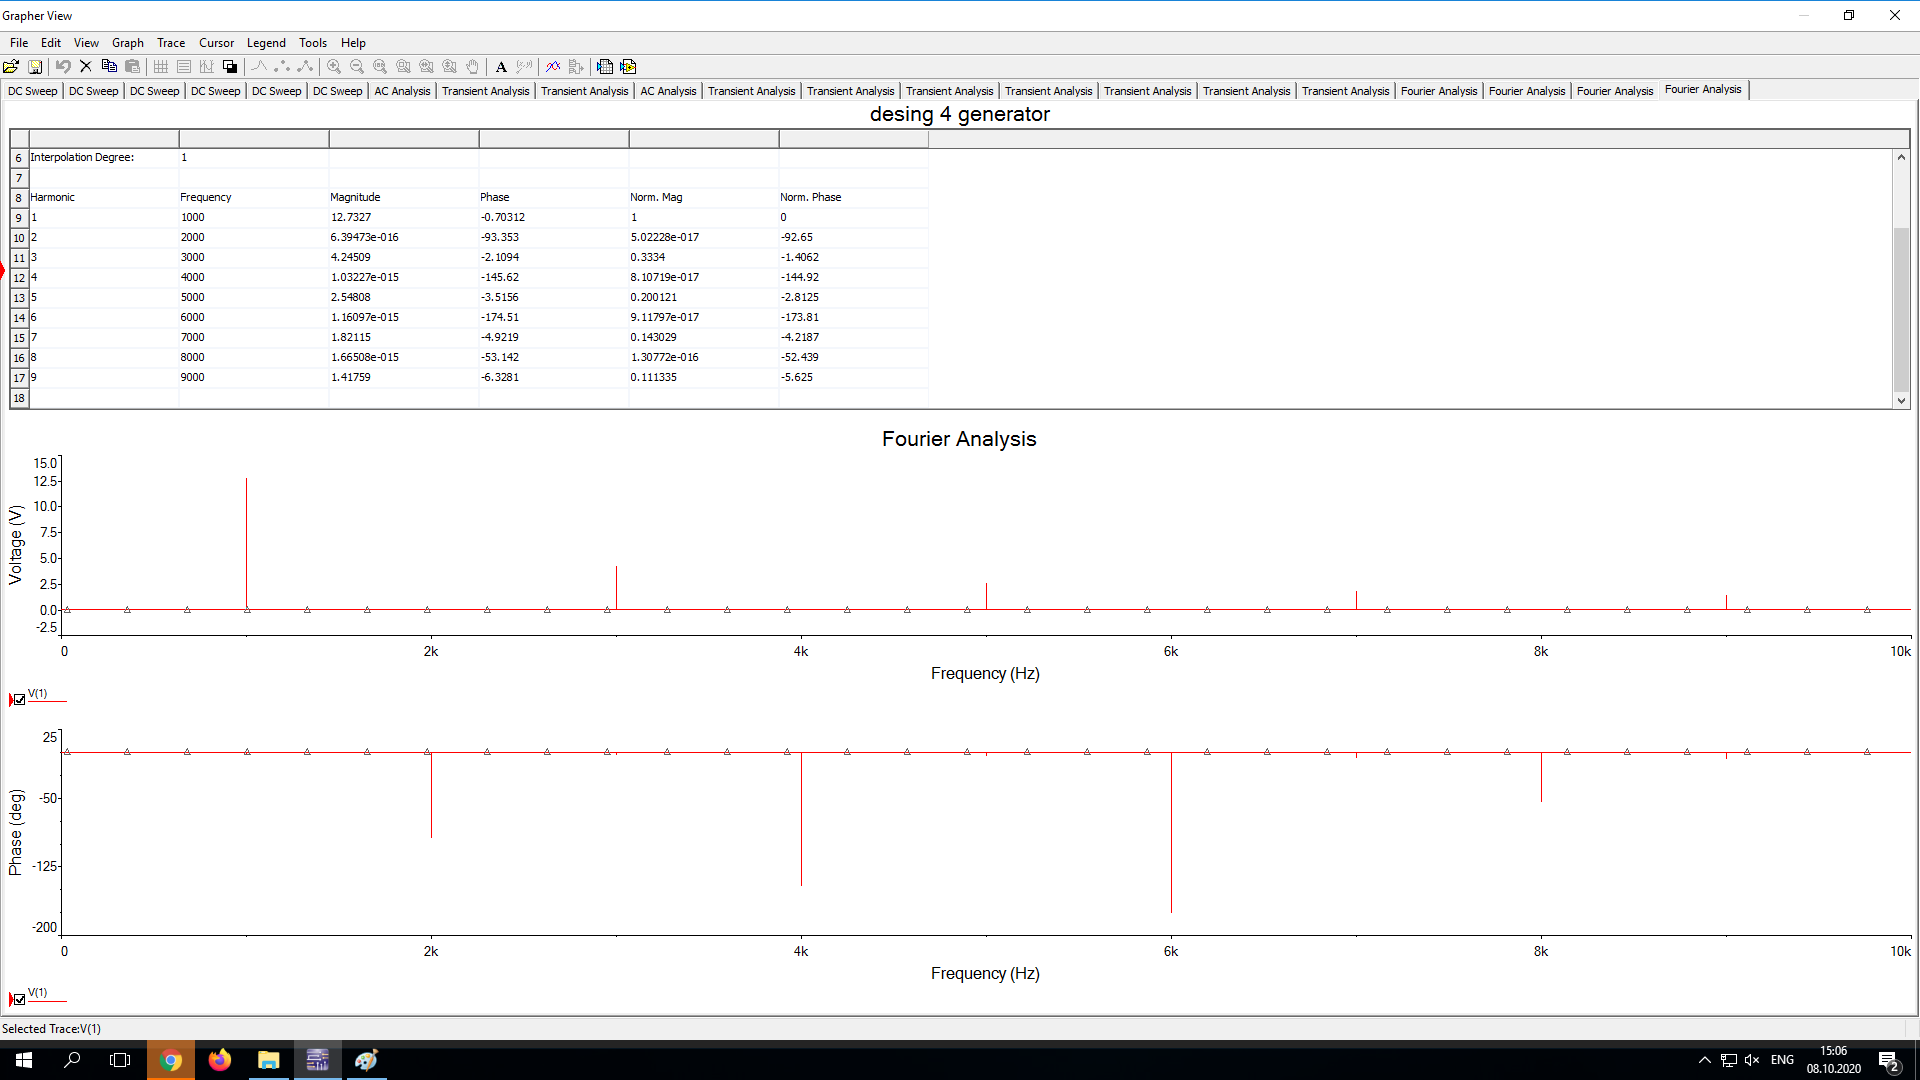 Grapher View
File Edit View Graph Trace Cursor Legend Tools Help
DC Sweep DC Sweep DC Sweep DC Sweep DC Sweep DC Sweep AC Analysis Transient Analysis Transient Analysis AC Analysis Transient Analysis Transient Analysis Transient Analysis Transient Analysis Transient Analysis Transient Analysis Transient Analysis Fourier Analysis Fourier Analysis Fourier Analysis Fourier Analysis
desing 4 generator
6 Interpolation Degree: 1
7
8 Harmonic Frequency Magnitude Phase Norm. Mag Norm. Phase
9 1 1000 12.7327 -0.70312 1 0
10 2 2000 6.39473e-016 -93.353 5.02228e-017 -92.65
11 3 3000 4.24509 -2.1094 0.3334 -1.4062
12 4 4000 1.03227e-015 -145.62 8.10719e-017 -144.92
13 5 5000 2.54808 -3.5156 0.200121 -2.8125
14 6 6000 1.16097e-015 -174.51 9.11797e-017 -173.81
15 7 7000 1.82115 -4.9219 0.143029 -4.2187
16 8 8000 1.66508e-015 -53.142 1.30772e-016 -52.439
17 9 9000 1.41759 -6.3281 0.111335 -5.625
18
Fourier Analysis
15.0
12.5
10.0
7.5
5.0
2.5
0.0
-2.5
Voltage (V)
0 2k 4k 6k 8k 10k
Frequency (Hz)
V(1)
25
-50
-125
-200
Phase (deg)
0 2k 4k 6k 8k 10k
Frequency (Hz)
V(1)
Selected Trace:V(1)
ENG
15:06
08.10.2020
2